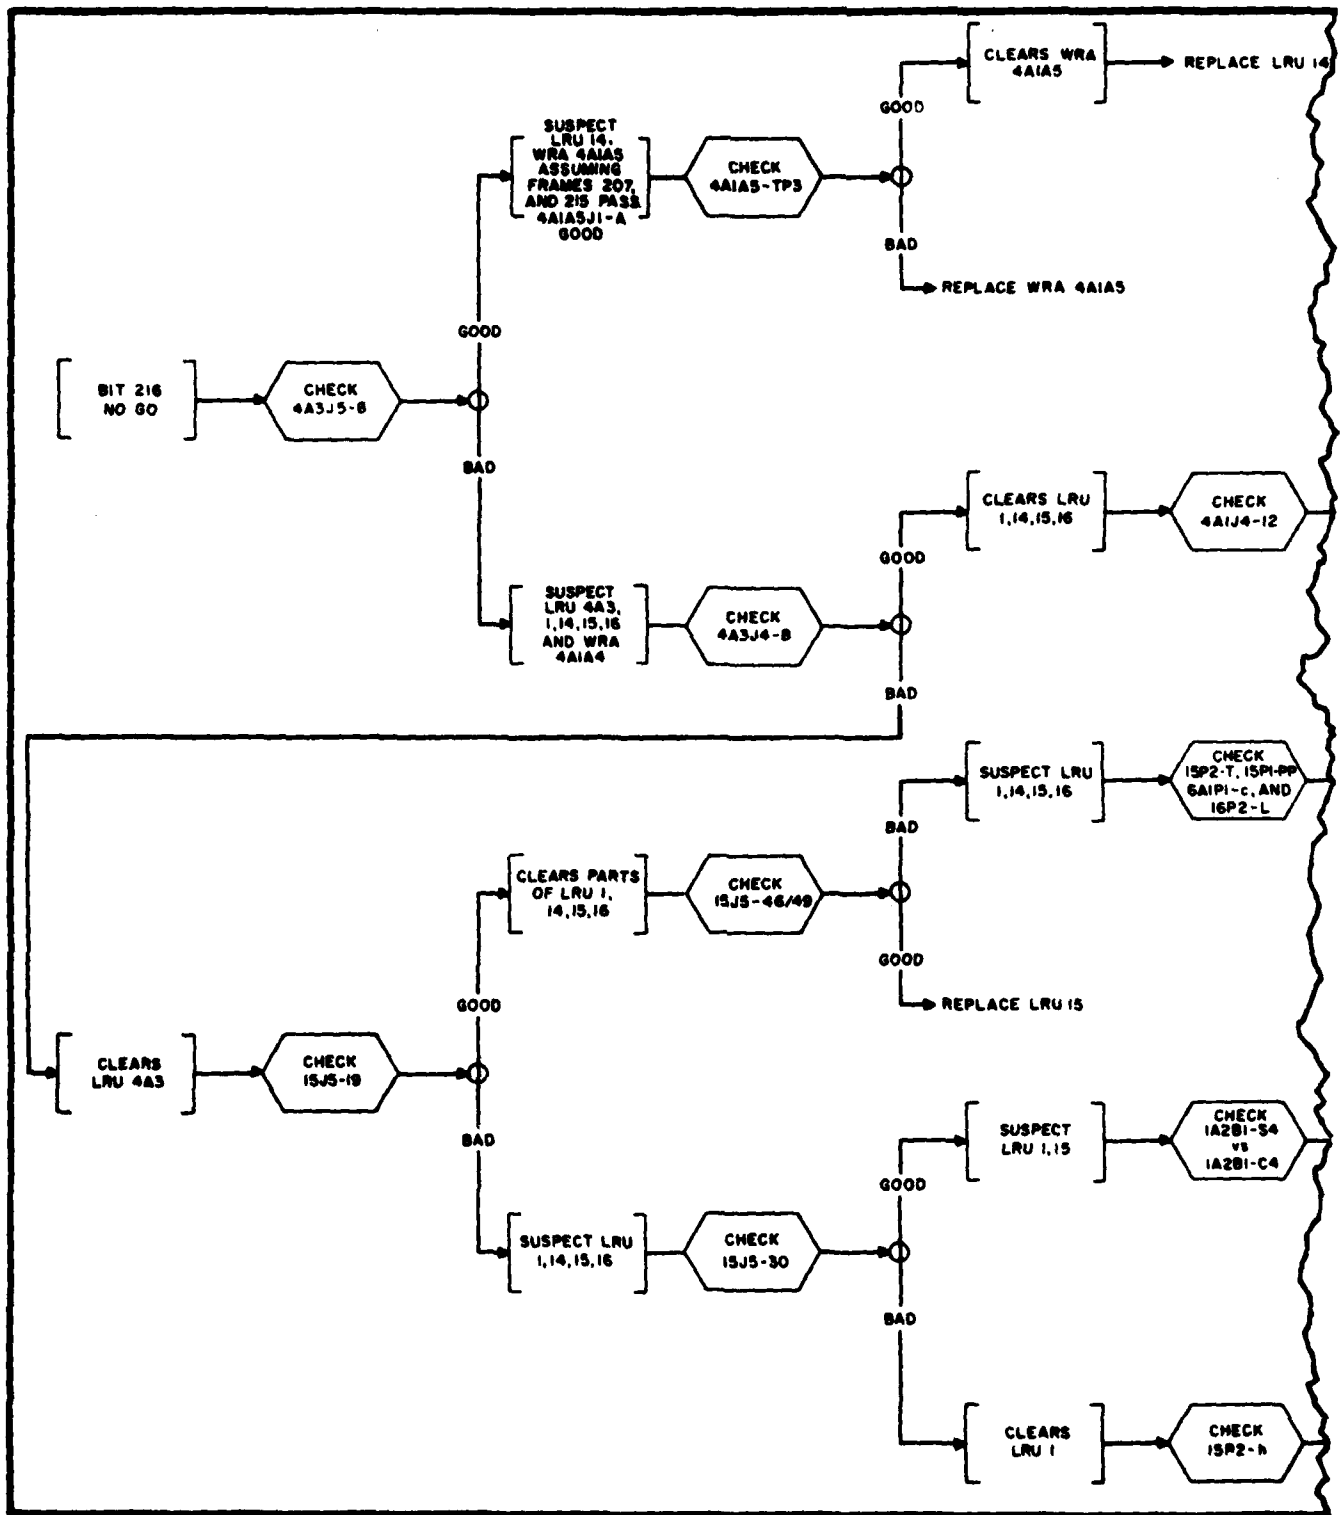 CLEARS WRA
4A1A5
REPLACE LRU 14
GOOD
SUSPECT
LRU 14,
WRA 4A1A5
ASSUMING
FRAMES 207,
AND 215 PASS
4A1A5J1-A
GOOD
CHECK
4A1A5-TP3
BAD
REPLACE WRA 4A1A5
GOOD
BIT 216
NO GO
CHECK
4A3J5-B
BAD
CLEARS LRU
1,14,15,16
CHECK
4A1J4-12
GOOD
SUSPECT
LRU 4A3,
1,14,15,16
AND WRA
4A1A4
CHECK
4A3J4-B
BAD
SUSPECT LRU
1,14,15,16
CHECK
15P2-T, 15P1-PP
6A1P1-c, AND
16P2-L
BAD
CLEARS PARTS
OF LRU 1,
14,15,16
CHECK
15J5-46/49
GOOD
REPLACE LRU 15
GOOD
CLEARS
LRU 4A3
CHECK
15J5-19
BAD
SUSPECT
LRU 1,15
CHECK
1A2B1-S4
vs
1A2B1-C4
GOOD
SUSPECT LRU
1,14,15,16
CHECK
15J5-30
BAD
CLEARS
LRU 1
CHECK
15P2-h